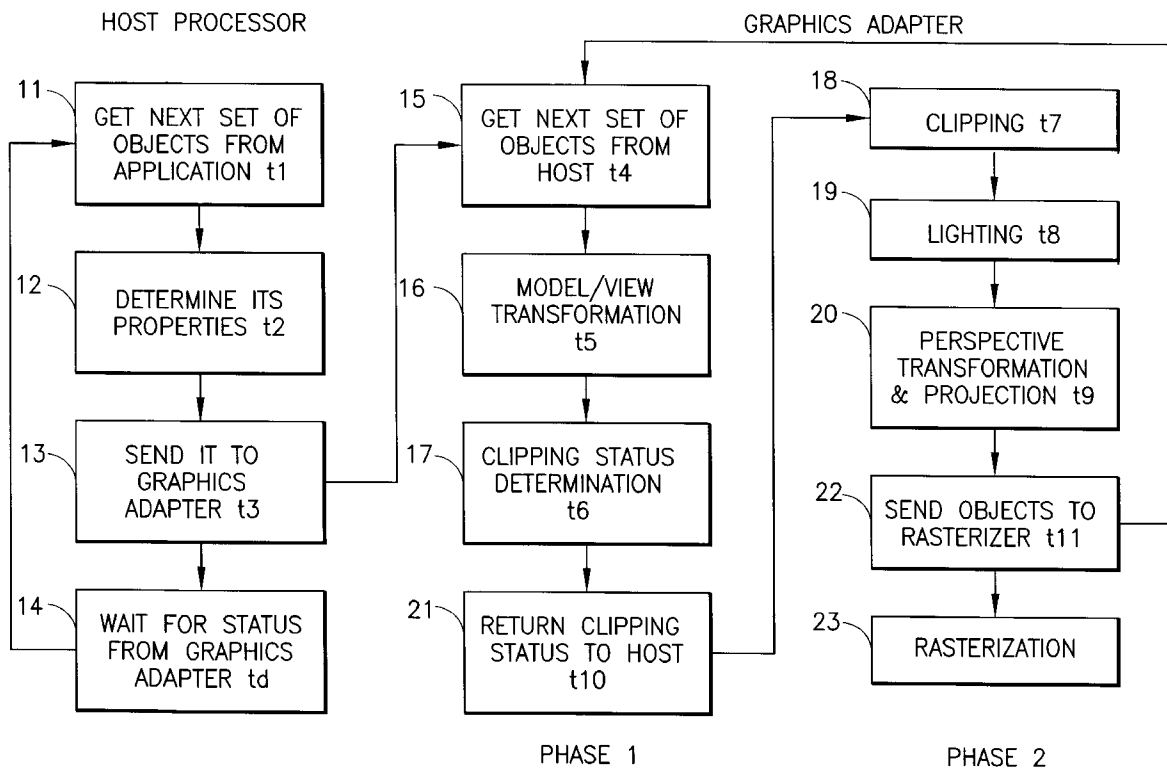 HOST PROCESSOR
11
GET NEXT SET OF
OBJECTS FROM
APPLICATION t1
12
DETERMINE ITS
PROPERTIES t2
13
SEND IT TO
GRAPHICS
ADAPTER t3
14
WAIT FOR STATUS
FROM GRAPHICS
ADAPTER td
GRAPHICS ADAPTER
15
GET NEXT SET OF
OBJECTS FROM
HOST t4
16
MODEL/VIEW
TRANSFORMATION
t5
17
CLIPPING STATUS
DETERMINATION
t6
21
RETURN CLIPPING
STATUS TO HOST
t10
PHASE 1
18
CLIPPING t7
19
LIGHTING t8
20
PERSPECTIVE
TRANSFORMATION
& PROJECTION t9
22
SEND OBJECTS TO
RASTERIZER t11
23
RASTERIZATION
PHASE 2